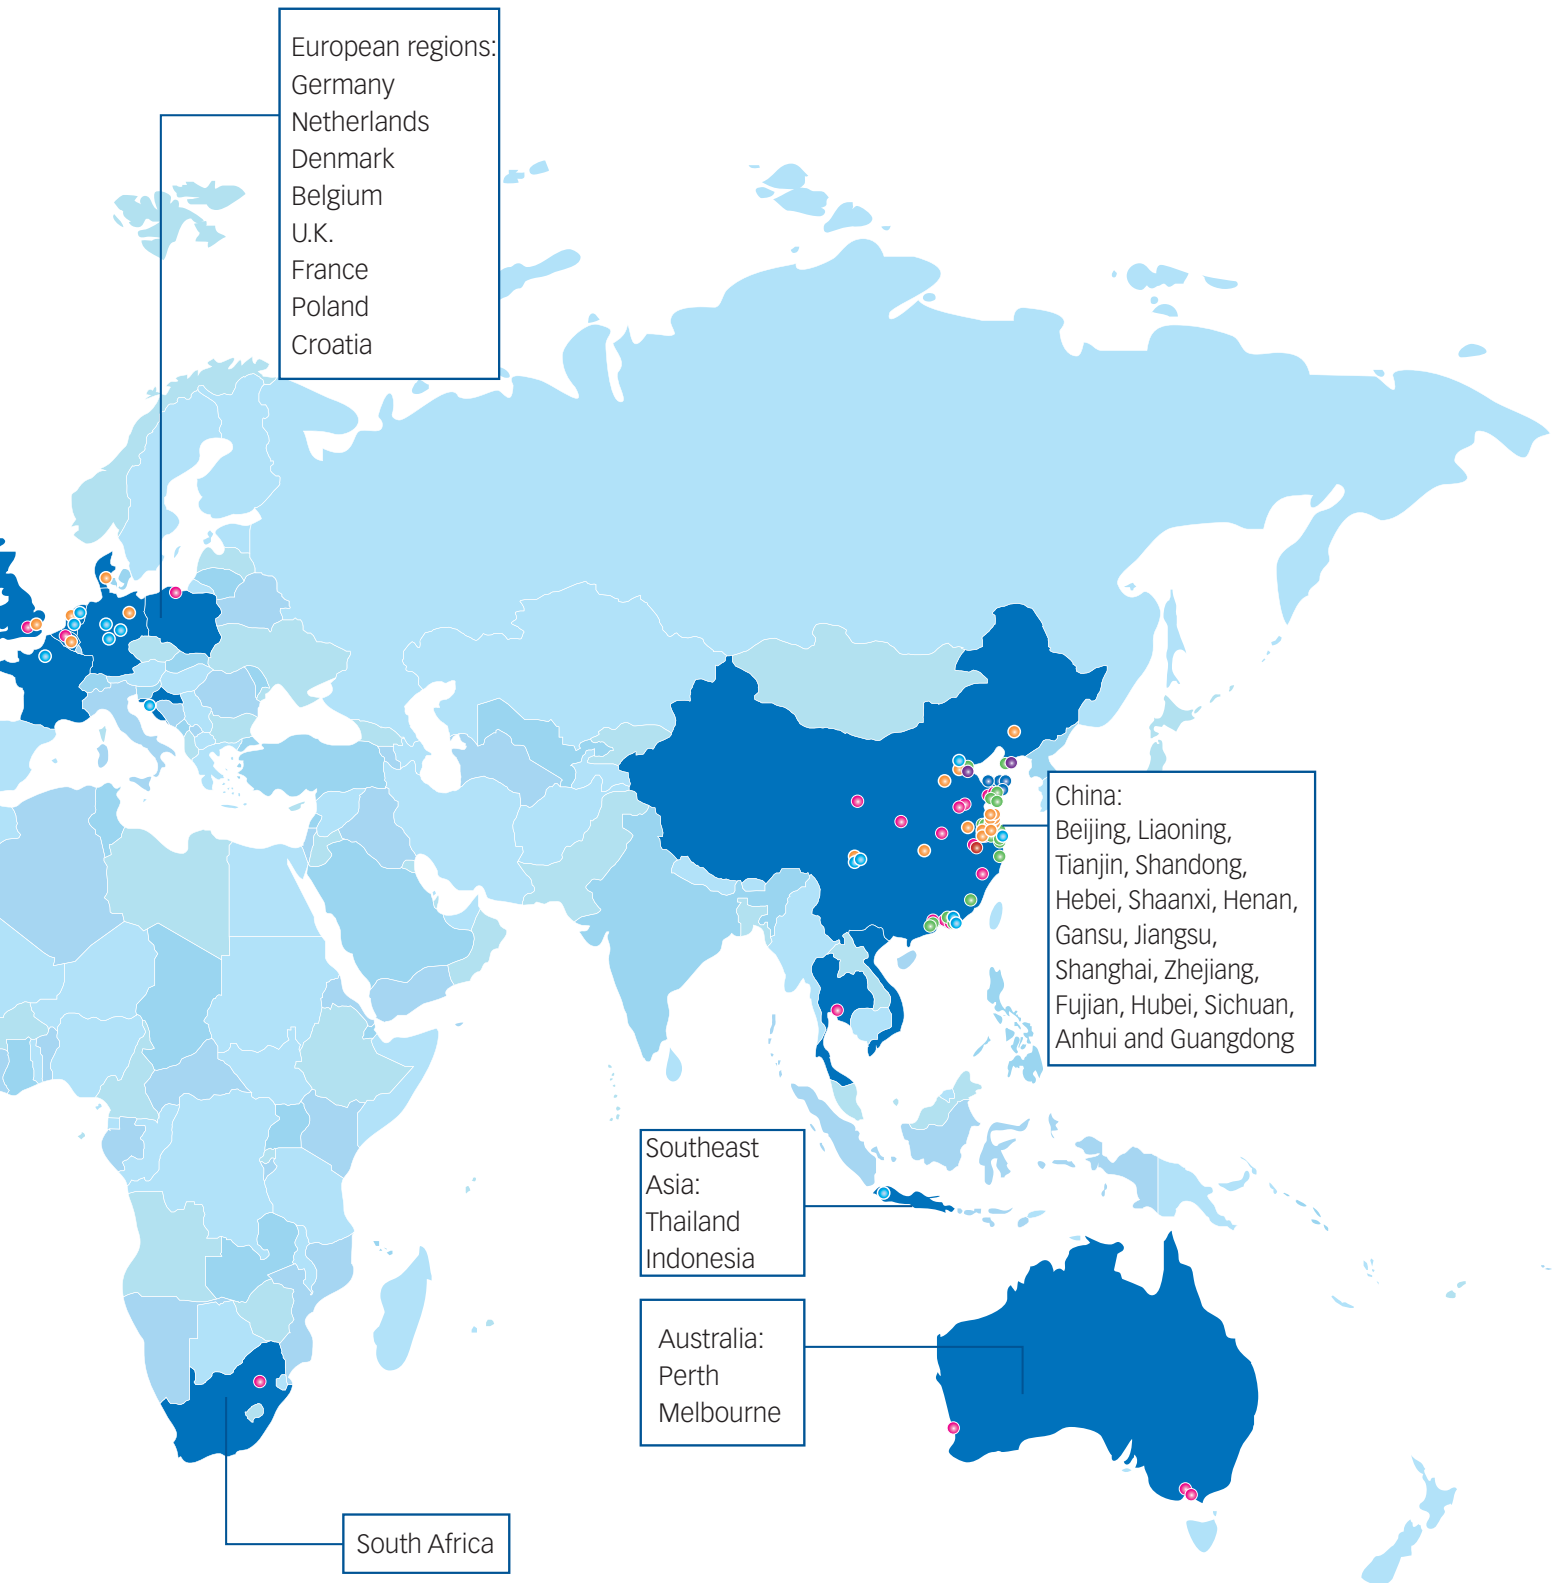 European regions:
Germany
Netherlands
Denmark
Belgium
U.K.
France
Poland
Croatia
China:
Beijing, Liaoning,
Tianjin, Shandong,
Hebei, Shaanxi, Henan,
Gansu, Jiangsu,
Shanghai, Zhejiang,
Fujian, Hubei, Sichuan,
Anhui and Guangdong
Southeast
Asia:
Thailand
Indonesia
Australia:
Perth
Melbourne
South Africa